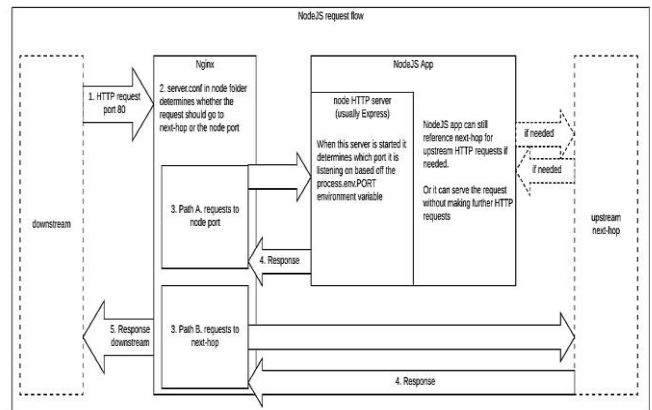 NodeJS request flow
Nginx
NodeJS App
1. HTTP request
port 80
2. server.conf in node folder
determines whether the
request should go to
next-hop or the node port
node HTTP server
(usually Express)
When this server is started it
determines which port it is
listening on based off the
process.env.PORT
environment variable
NodeJS app can still
reference next-hop for
upstream HTTP requests if
needed.
Or it can serve the request
without making further HTTP
requests
if needed
if needed
3. Path A. requests to
node port
4. Response
downstream
upstream
next-hop
5. Response
downstream
3. Path B. requests to
next-hop
4. Response